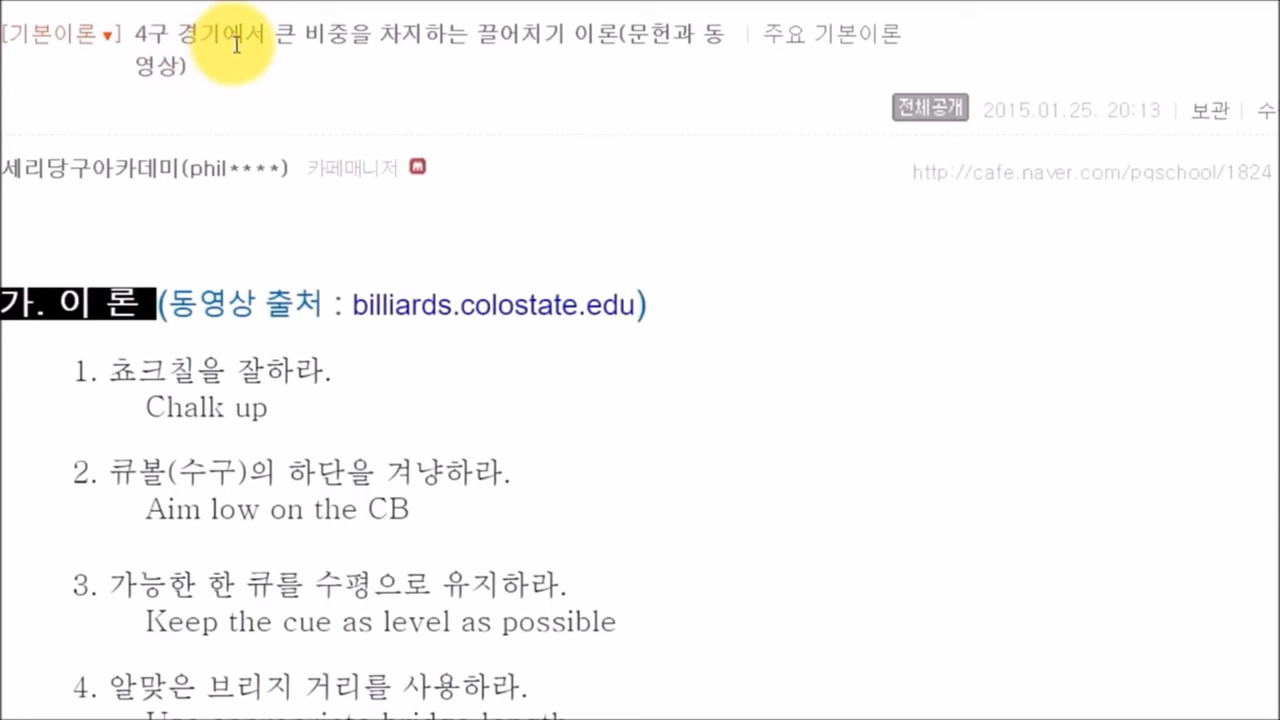 [기본이론▼] 4구 경기에서 큰 비중을 차지하는 끌어치기 이론(문헌과 동 | 주요 기본이론
영상)
전체공개 2015.01.25. 20:13 | 보관 | 수
세리당구아카데미(phil****) 카페매니저
http://cafe.naver.com/pqschool/1824
가. 이 론 (동영상 출처 : billiards.colostate.edu)
1. 쵸크칠을 잘하라.
Chalk up
2. 큐볼(수구)의 하단을 겨냥하라.
Aim low on the CB
3. 가능한 한 큐를 수평으로 유지하라.
Keep the cue as level as possible
4. 알맞은 브리지 거리를 사용하라.
Use appropriate bridge length